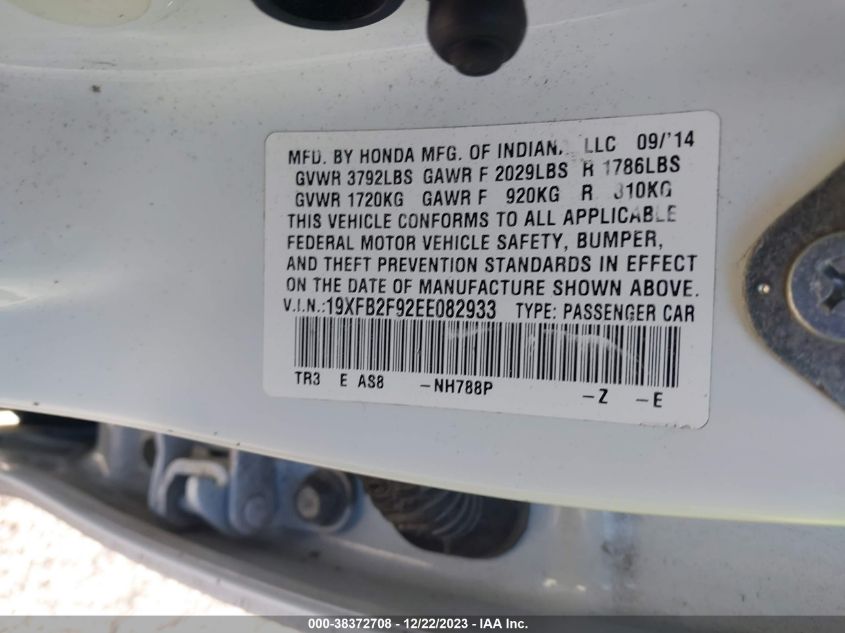 MFD. BY HONDA MFG. OF INDIANA LLC 09/'14
GVWR 3792LBS GAWR F 2029LBS R 1786LBS
GVWR 1720KG GAWR F 920KG R 810KG
THIS VEHICLE CONFORMS TO ALL APPLICABLE
FEDERAL MOTOR VEHICLE SAFETY, BUMPER,
AND THEFT PREVENTION STANDARDS IN EFFECT
ON THE DATE OF MANUFACTURE SHOWN ABOVE.
V.I.N.:19XFB2F92EE082933 TYPE: PASSENGER CAR
TR3 E AS8 -NH788P -Z -E
000-38372708 - 12/22/2023 - IAA Inc.